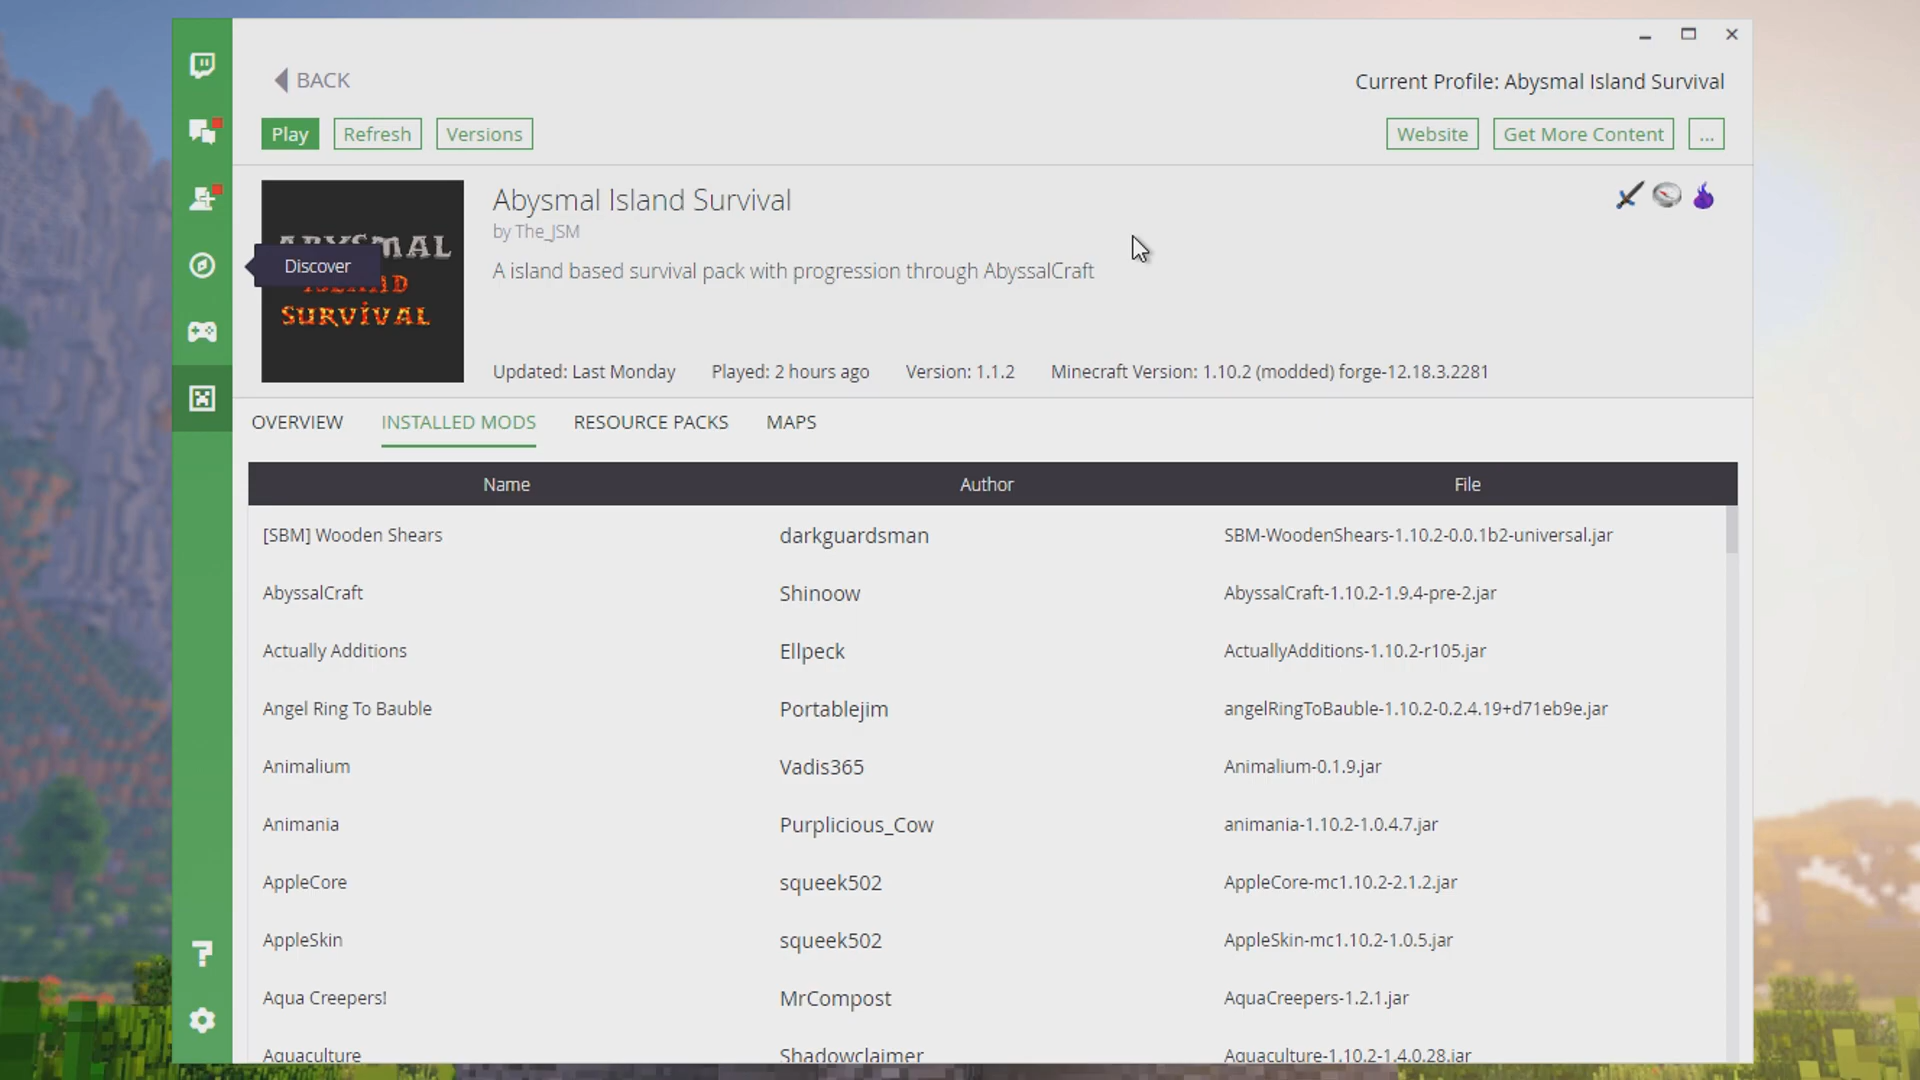 BACK
Current Profile: Abysmal Island Survival
Play Refresh Versions Website Get More Content ...
ABYSMAL
ISLAND
SURVIVAL
Discover
Abysmal Island Survival
by The_JSM
A island based survival pack with progression through AbyssalCraft
Updated: Last Monday Played: 2 hours ago Version: 1.1.2 Minecraft Version: 1.10.2 (modded) forge-12.18.3.2281
OVERVIEW INSTALLED MODS RESOURCE PACKS MAPS
Name Author File
[SBM] Wooden Shears darkguardsman SBM-WoodenShears-1.10.2-0.0.1b2-universal.jar
AbyssalCraft Shinoow AbyssalCraft-1.10.2-1.9.4-pre-2.jar
Actually Additions Ellpeck ActuallyAdditions-1.10.2-r105.jar
Angel Ring To Bauble Portablejim angelRingToBauble-1.10.2-0.2.4.19+d71eb9e.jar
Animalium Vadis365 Animalium-0.1.9.jar
Animania Purplicious_Cow animania-1.10.2-1.0.4.7.jar
AppleCore squeek502 AppleCore-mc1.10.2-2.1.2.jar
AppleSkin squeek502 AppleSkin-mc1.10.2-1.0.5.jar
Aqua Creepers! MrCompost AquaCreepers-1.2.1.jar
Aquaculture Shadowclaimer Aquaculture-1.10.2-1.4.0.28.jar